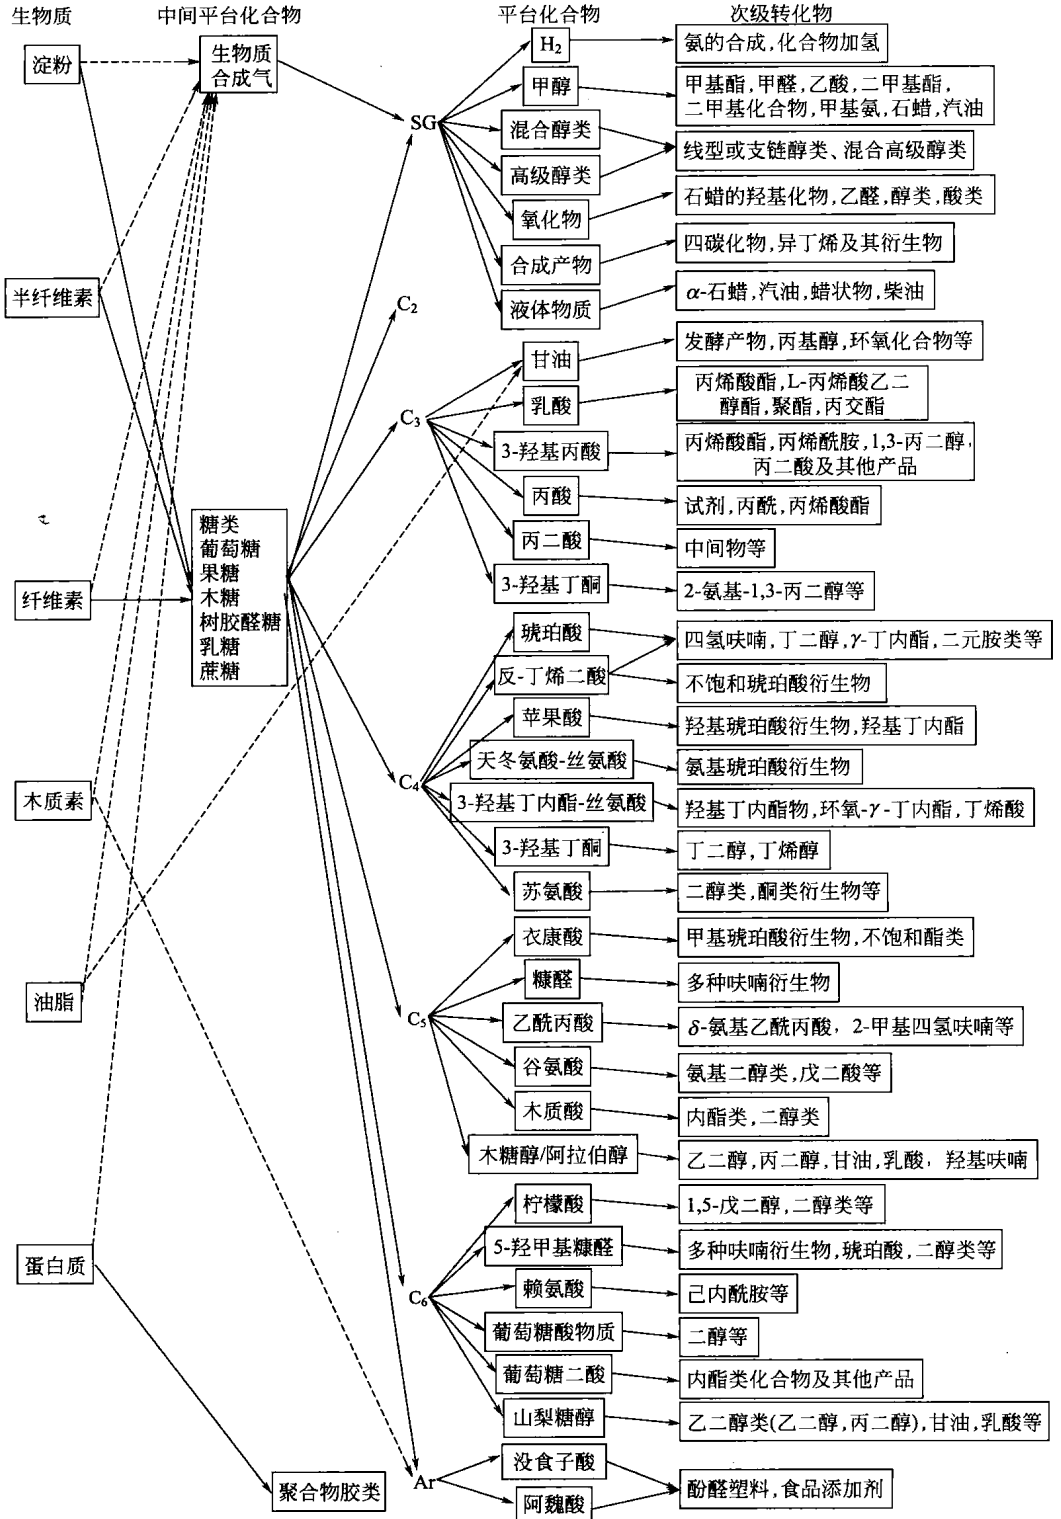 生物质
中间平台化合物
平台化合物
次级转化物
淀粉
半纤维素
纤维素
木质素
油脂
蛋白质
生物质
合成气
糖类
葡萄糖
果糖
木糖
树胶醛糖
乳糖
蔗糖
聚合物胶类
SG
H₂
氨的合成,化合物加氢
甲醇
甲基酯,甲醛,乙酸,二甲基酯,
二甲基化合物,甲基氨,石蜡,汽油
混合醇类
高级醇类
线型或支链醇类、混合高级醇类
氧化物
石蜡的羟基化物,乙醛,醇类,酸类
合成产物
四碳化物,异丁烯及其衍生物
液体物质
α-石蜡,汽油,蜡状物,柴油
C₂
C₃
甘油
发酵产物,丙基醇,环氧化合物等
乳酸
丙烯酸酯,L-丙烯酸乙二
醇酯,聚酯,丙交酯
3-羟基丙酸
丙烯酸酯,丙烯酰胺,1,3-丙二醇,
丙二酸及其他产品
丙酸
试剂,丙酰,丙烯酸酯
丙二酸
中间物等
3-羟基丁酮
2-氨基-1,3-丙二醇等
C₄
琥珀酸
四氢呋喃,丁二醇,γ-丁内酯,二元胺类等
反-丁烯二酸
不饱和琥珀酸衍生物
苹果酸
羟基琥珀酸衍生物,羟基丁内酯
天冬氨酸-丝氨酸
氨基琥珀酸衍生物
3-羟基丁内酯-丝氨酸
羟基丁内酯物,环氧-γ-丁内酯,丁烯酸
3-羟基丁酮
丁二醇,丁烯醇
苏氨酸
二醇类,酮类衍生物等
C₅
衣康酸
甲基琥珀酸衍生物,不饱和酯类
糠醛
多种呋喃衍生物
乙酰丙酸
δ-氨基乙酰丙酸,2-甲基四氢呋喃等
谷氨酸
氨基二醇类,戊二酸等
木质酸
内酯类,二醇类
木糖醇/阿拉伯醇
乙二醇,丙二醇,甘油,乳酸,羟基呋喃
C₆
柠檬酸
1,5-戊二醇,二醇类等
5-羟甲基糠醛
多种呋喃衍生物,琥珀酸,二醇类等
赖氨酸
己内酰胺等
葡萄糖酸物质
二醇等
葡萄糖二酸
内酯类化合物及其他产品
山梨糖醇
乙二醇类(乙二醇,丙二醇),甘油,乳酸等
Ar
没食子酸
阿魏酸
酚醛塑料,食品添加剂